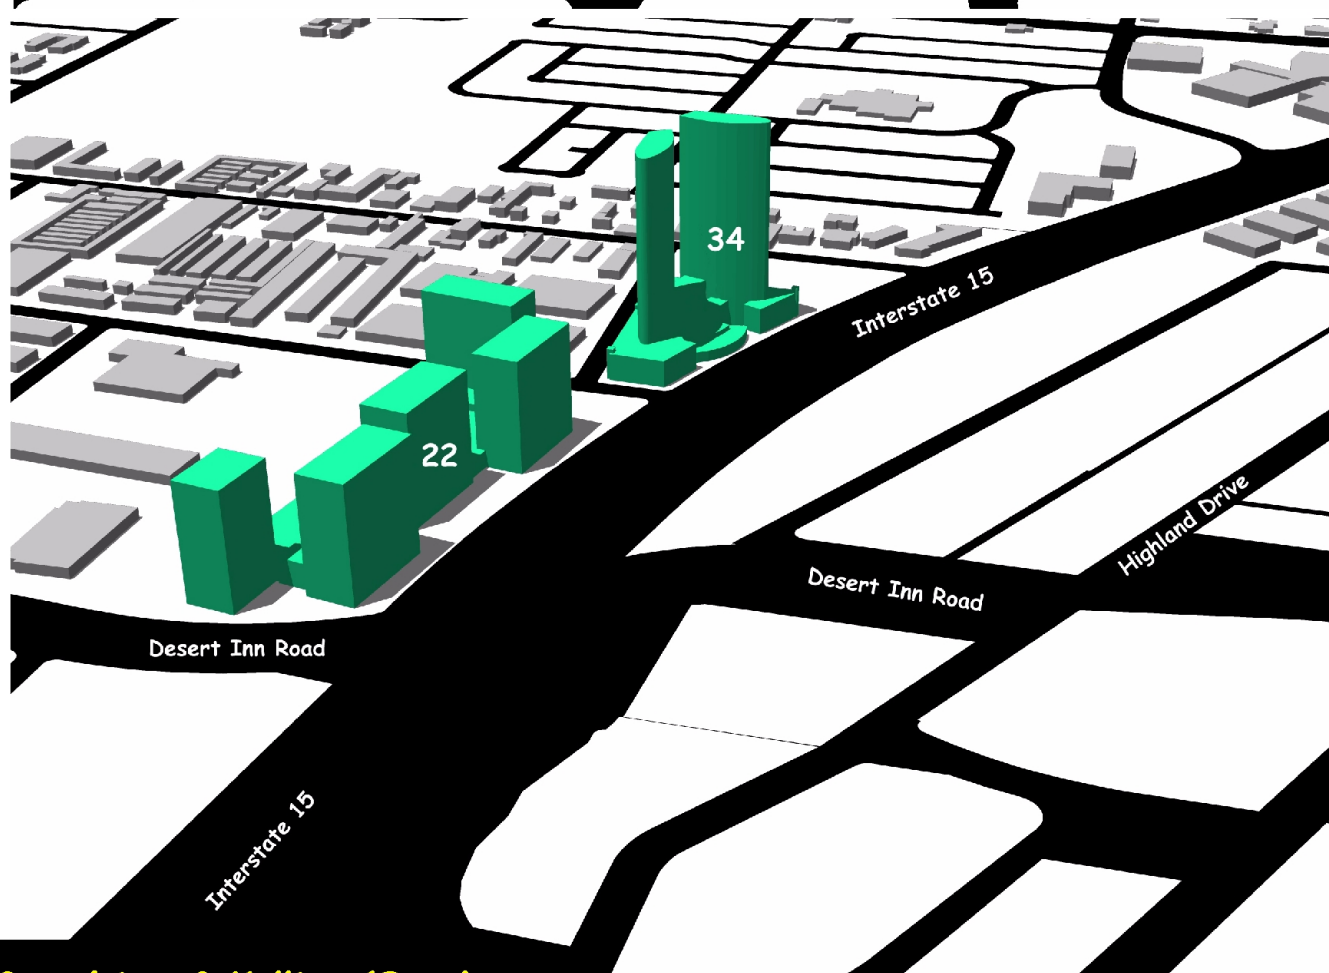 34
Interstate 15
22
Highland Drive
Desert Inn Road
Desert Inn Road
Interstate 15